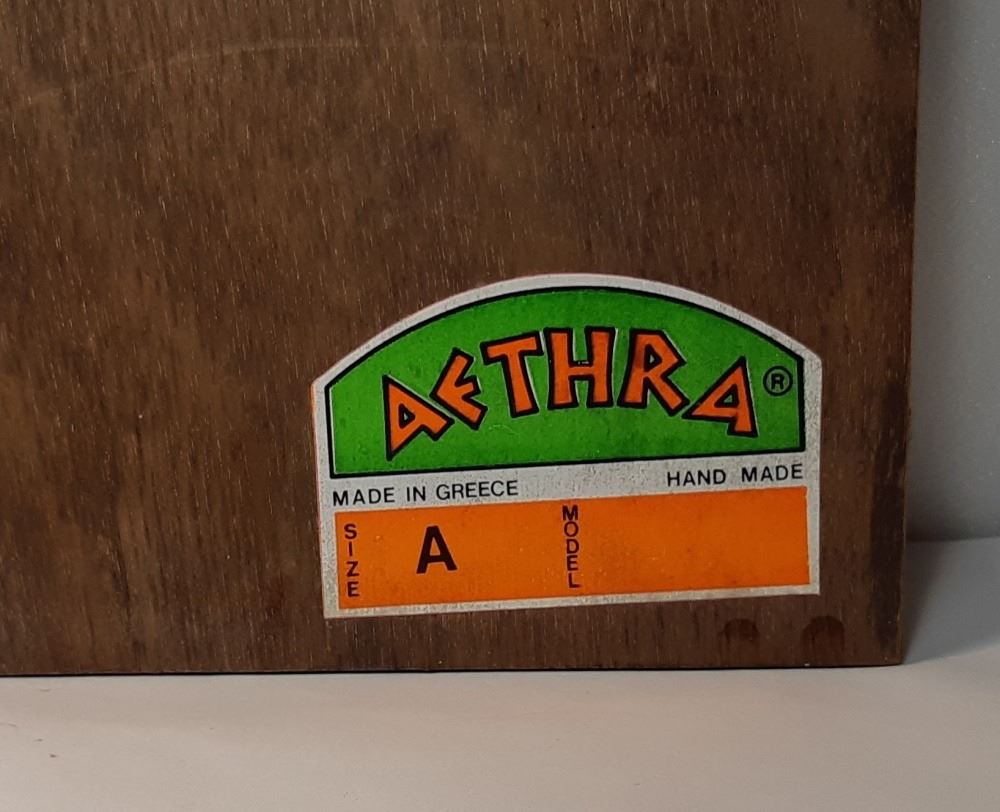 AETHRA ®
MADE IN GREECE HAND MADE
SIZE A MODEL